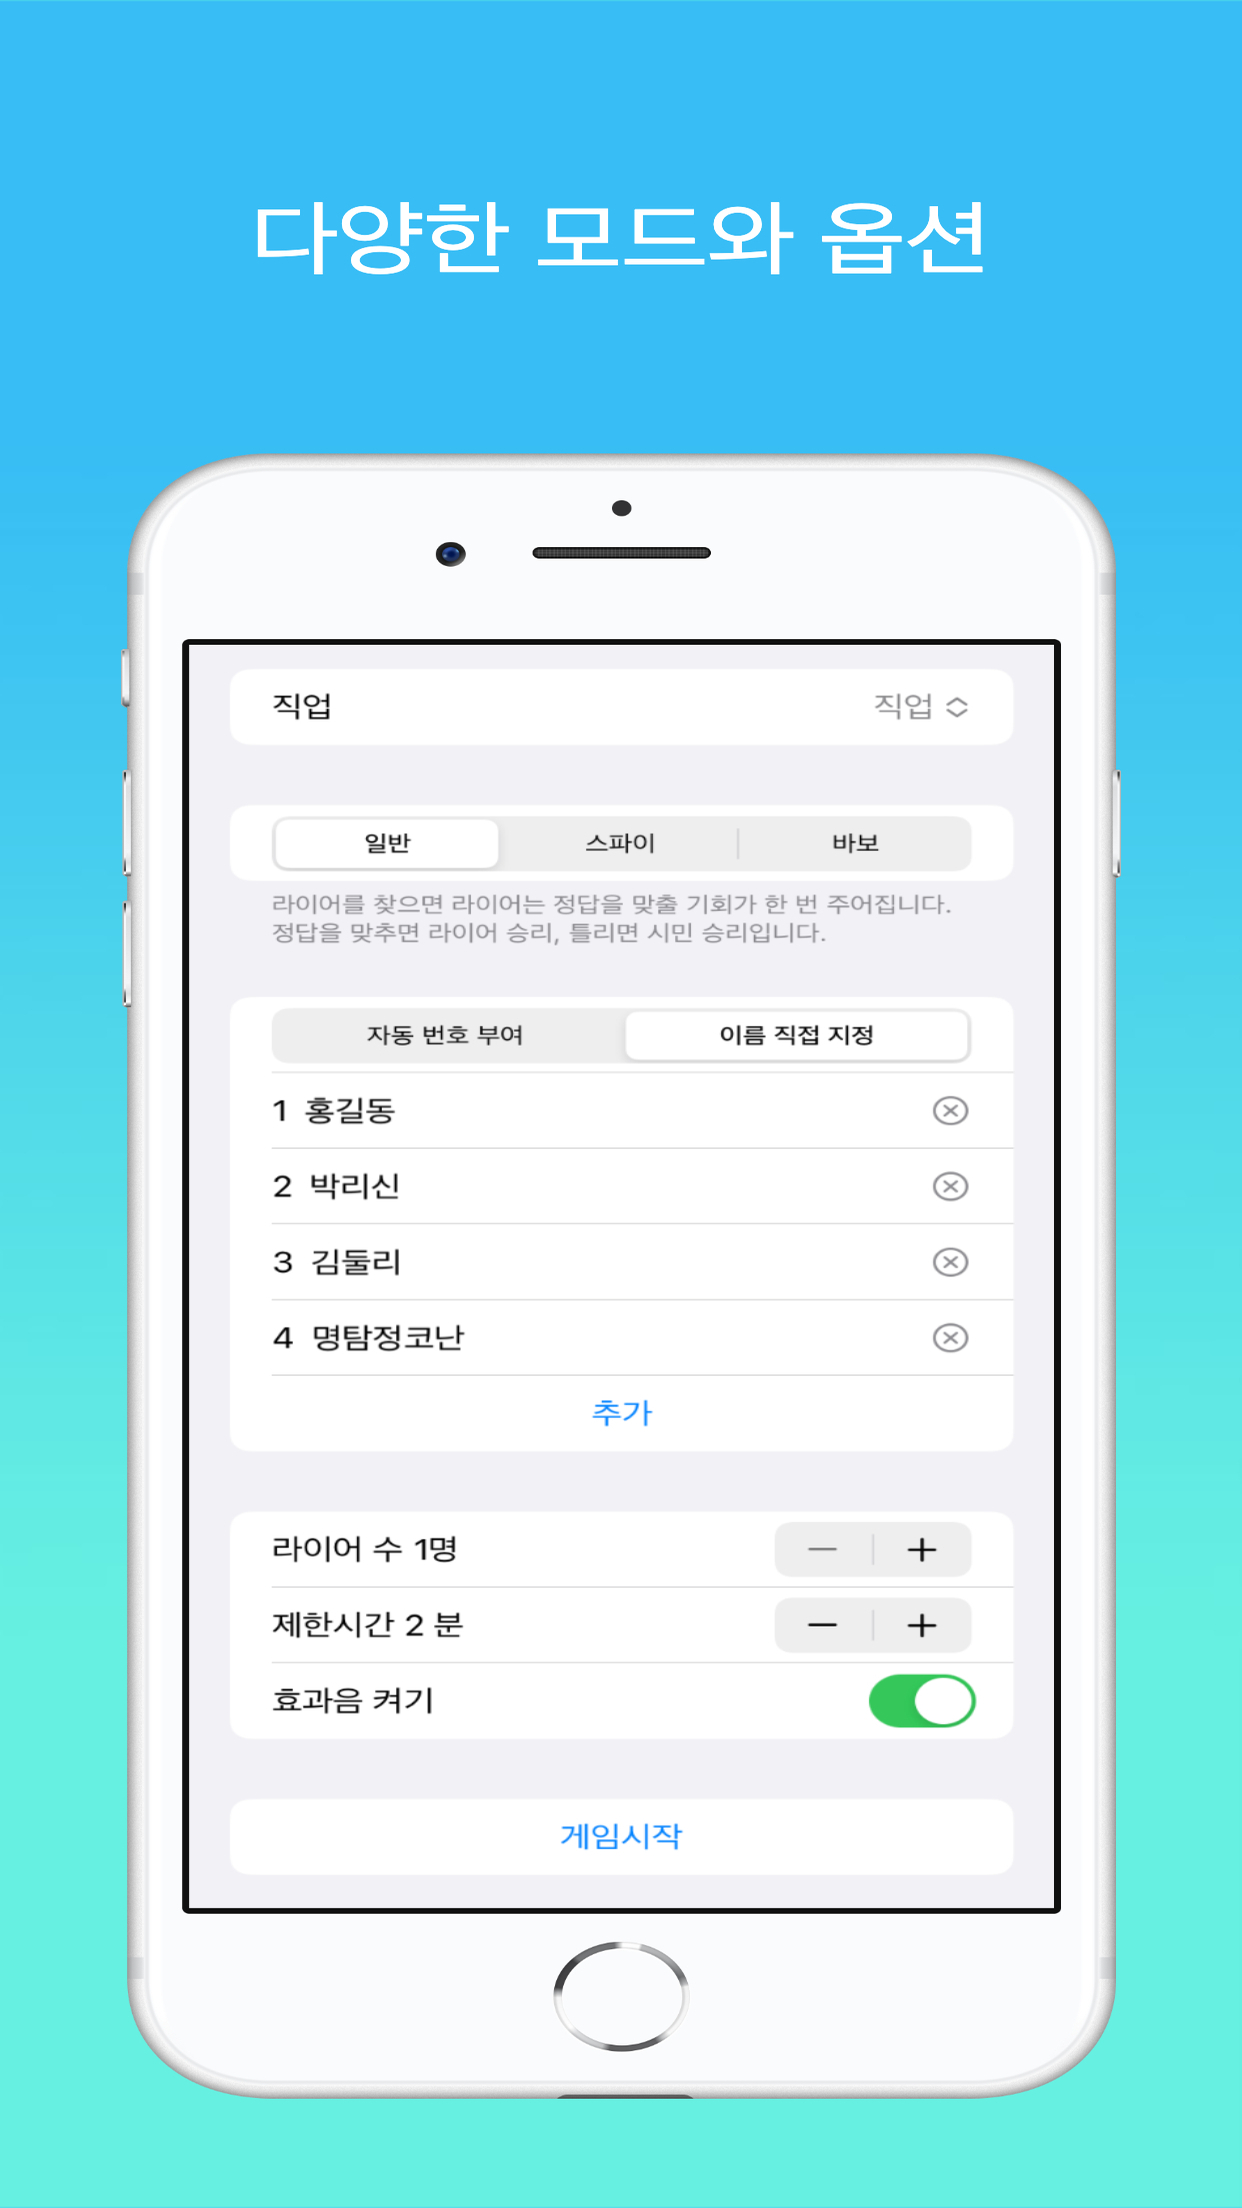 다양한 모드와 옵션
직업 직업
일반 스파이 바보
라이어를 찾으면 라이어는 정답을 맞출 기회가 한 번 주어집니다.
정답을 맞추면 라이어 승리, 틀리면 시민 승리입니다.
자동 번호 부여 이름 직접 지정
1 홍길동
2 박리신
3 김둘리
4 명탐정코난
추가
라이어 수 1명
제한시간 2 분
효과음 켜기
게임시작